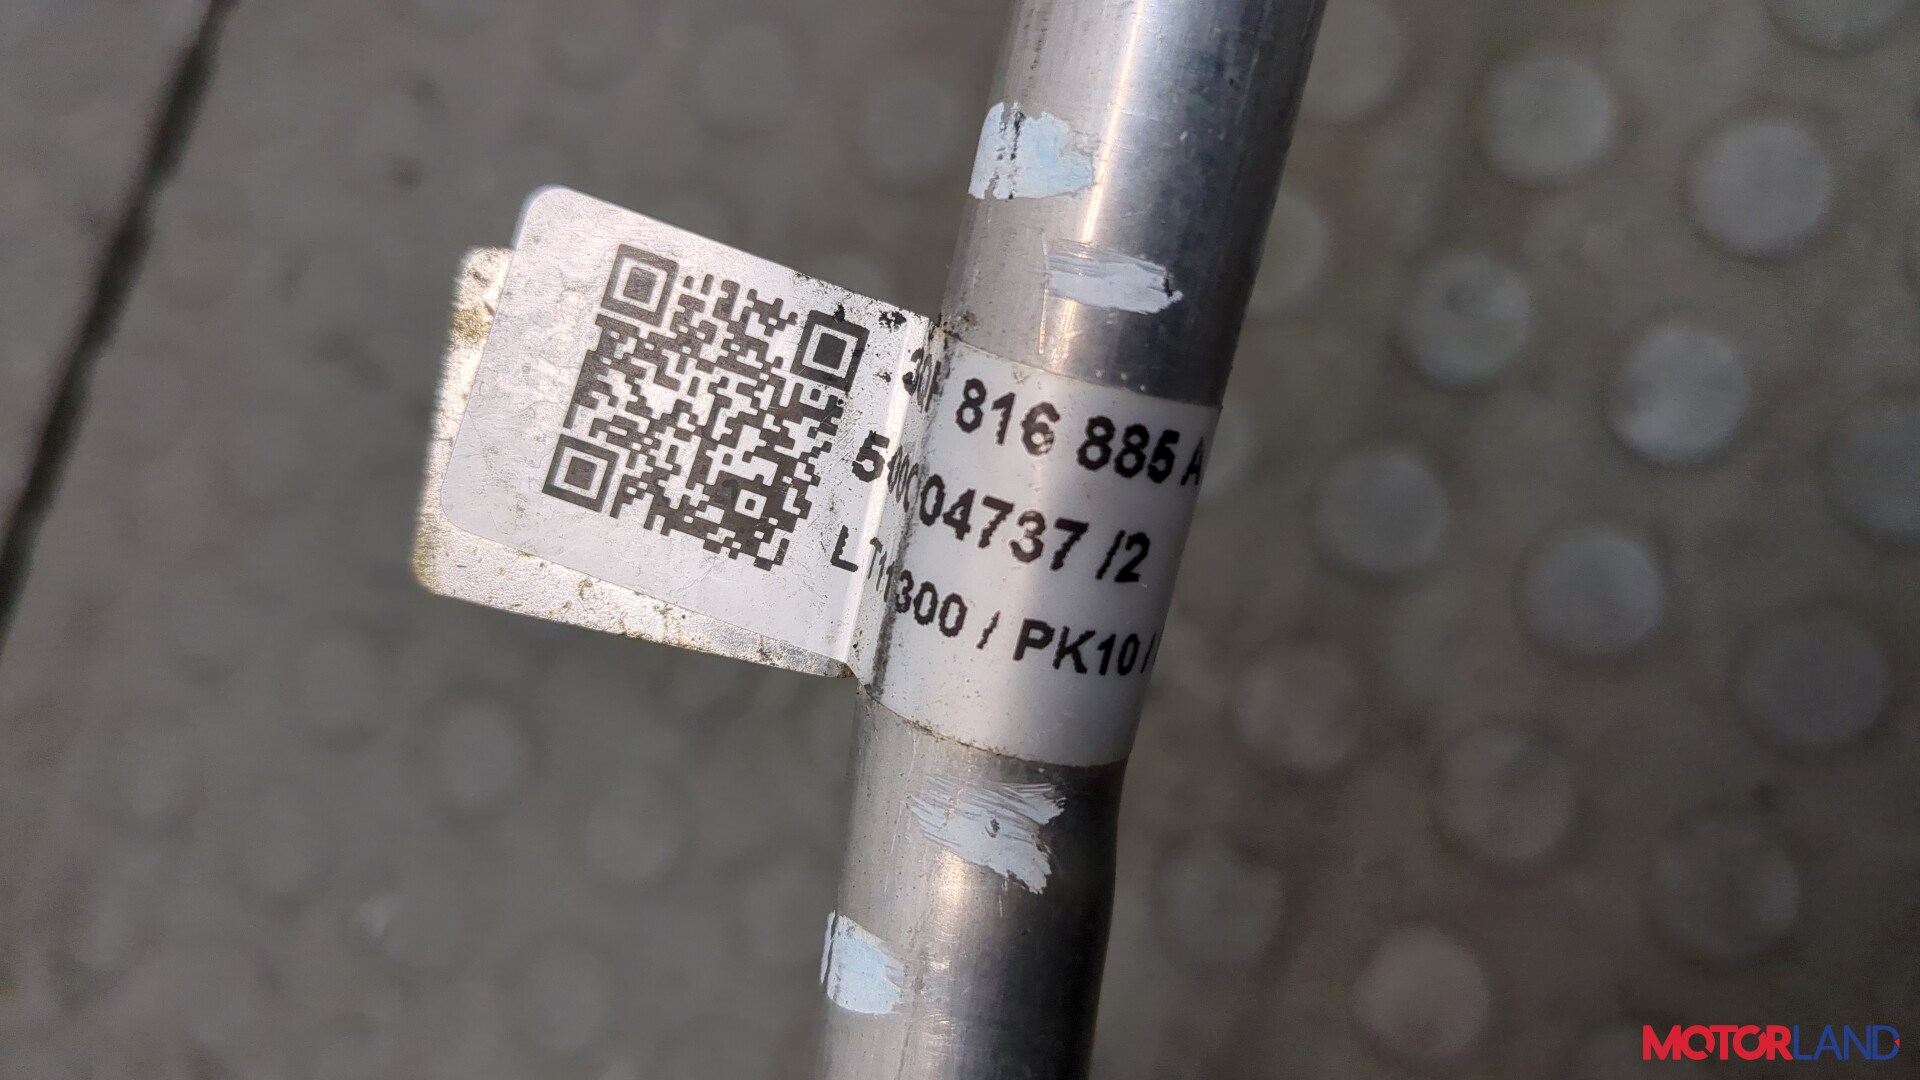 816 885 A
04737 /2
300 / PK10 /
MOTORLAND